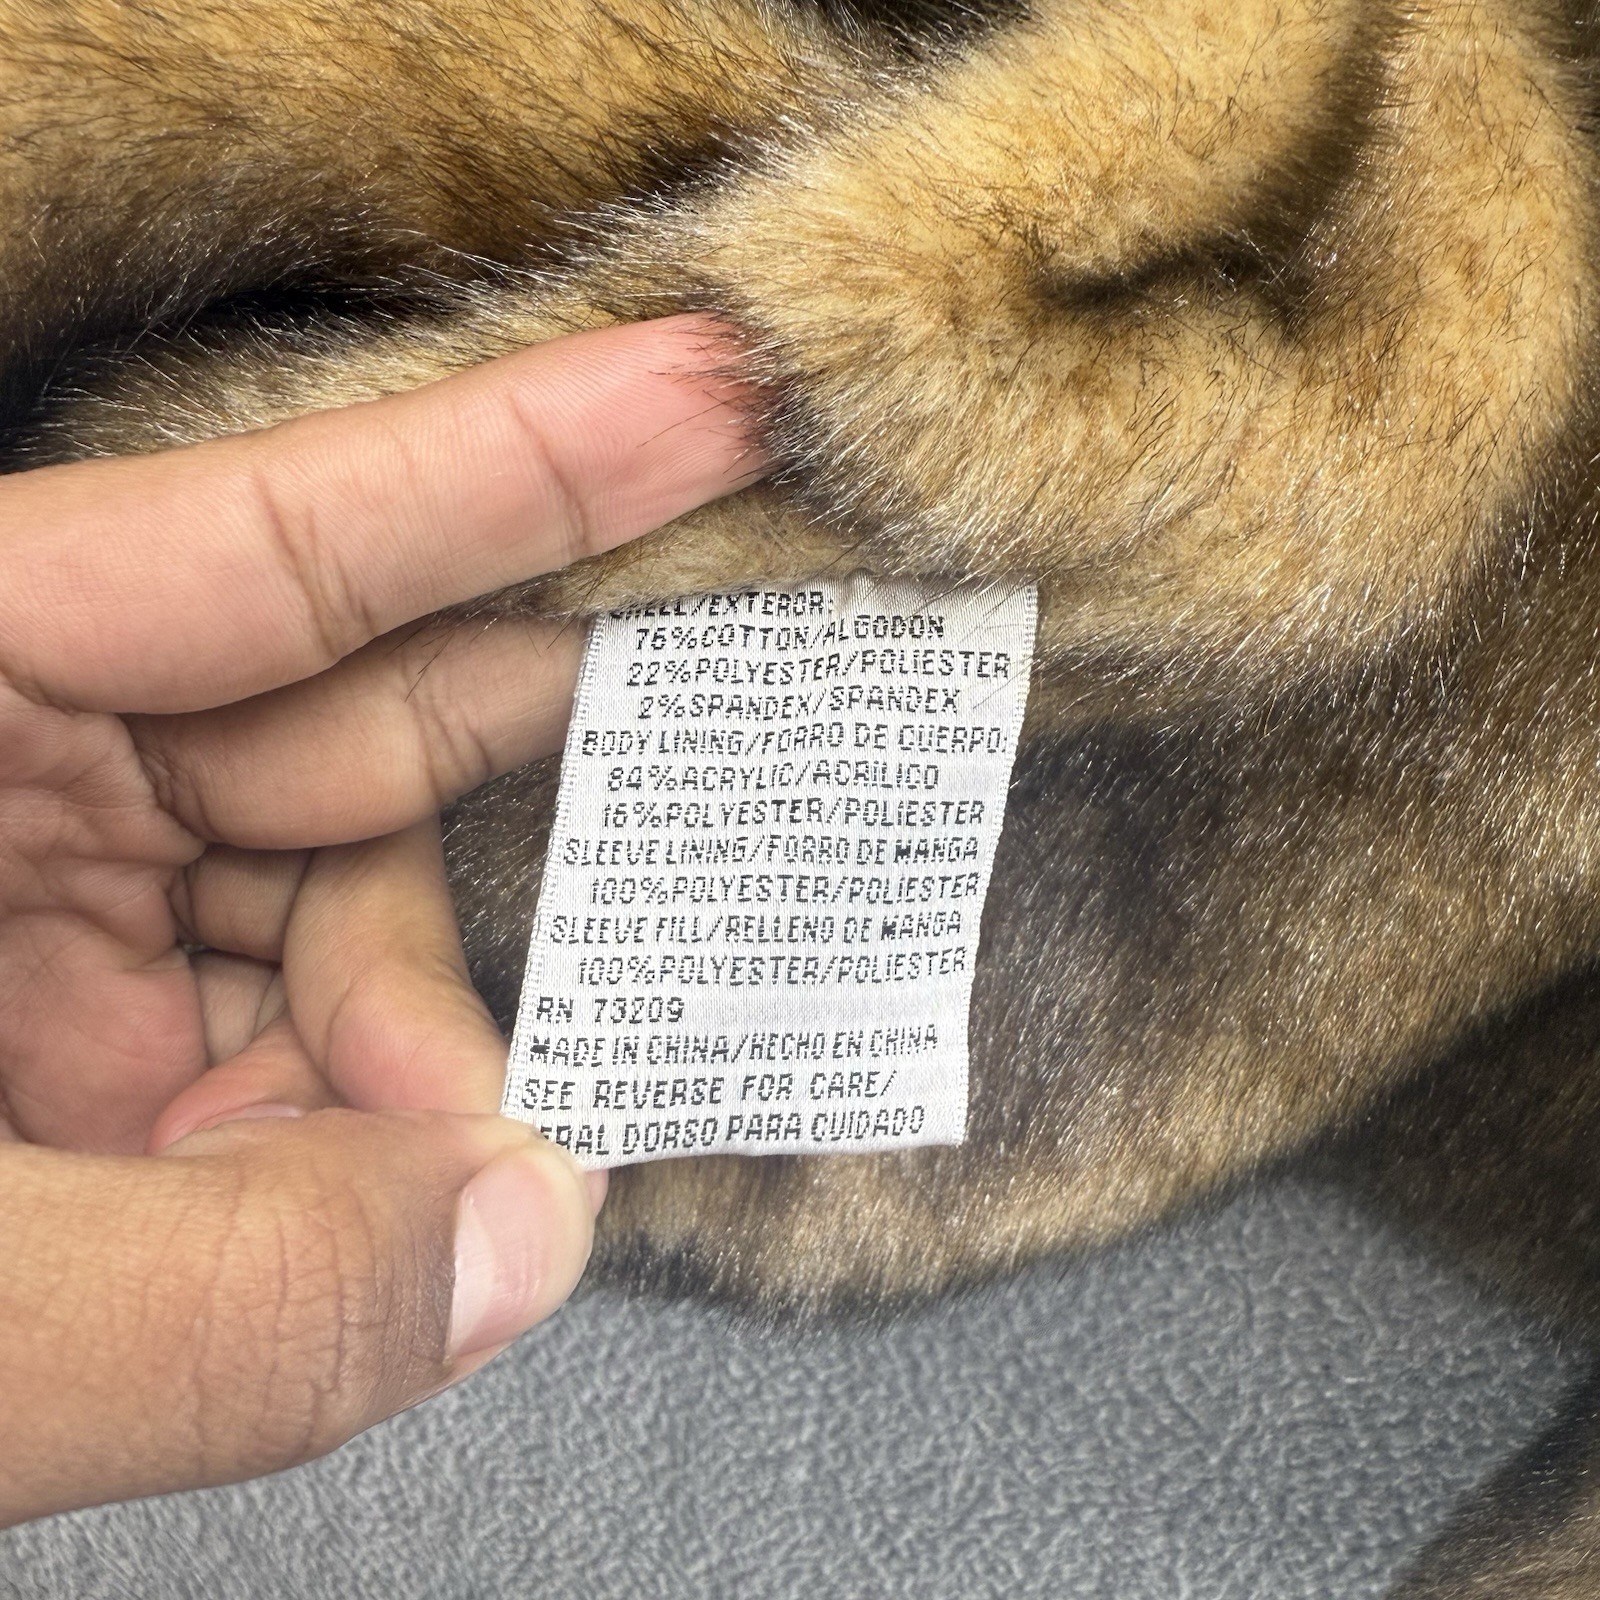 SHELL/EXTEROR:
76%COTTON/ALGODON
22%POLYESTER/POLIESTER
2%SPANDEX/SPANDEX
BODY LINING/FORRO DE CUERPO:
84%ACRYLIC/ACRILICO
16%POLYESTER/POLIESTER
SLEEVE LINING/FORRO DE MANGA
100%POLYESTER/POLIESTER
SLEEVE FILL/RELLENO DE MANGA
100%POLYESTER/POLIESTER
RN 73209
MADE IN CHINA/HECHO EN CHINA
SEE REVERSE FOR CARE/
DORSO PARA CUIDADO